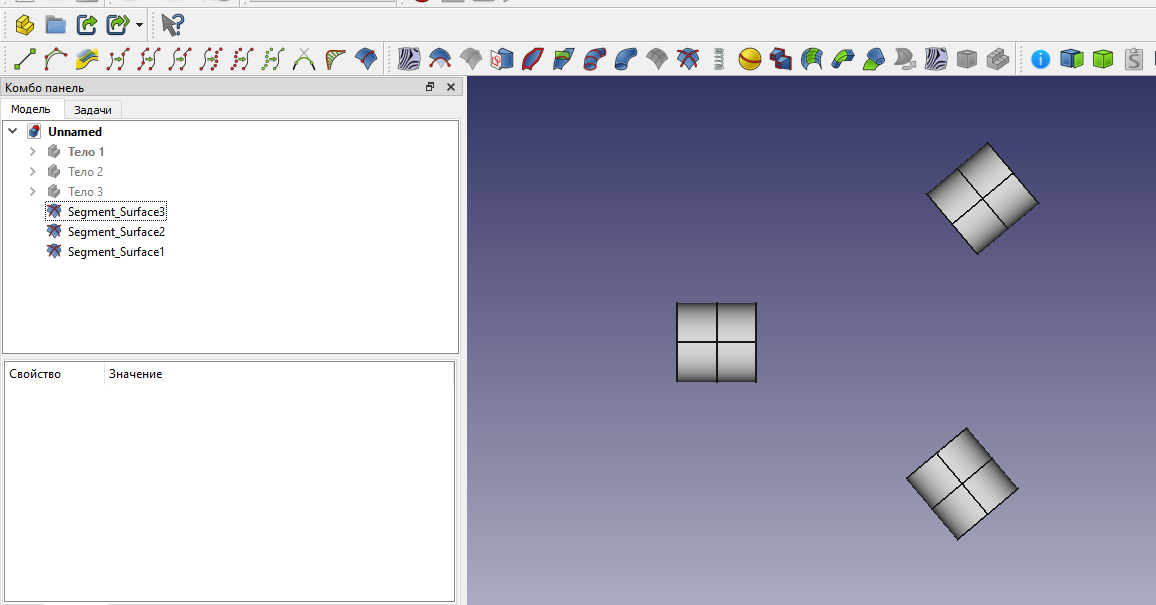 Комбо панель
Модель
Задачи
Unnamed
Тело 1
Тело 2
Тело 3
Segment_Surface3
Segment_Surface2
Segment_Surface1
Свойство
Значение